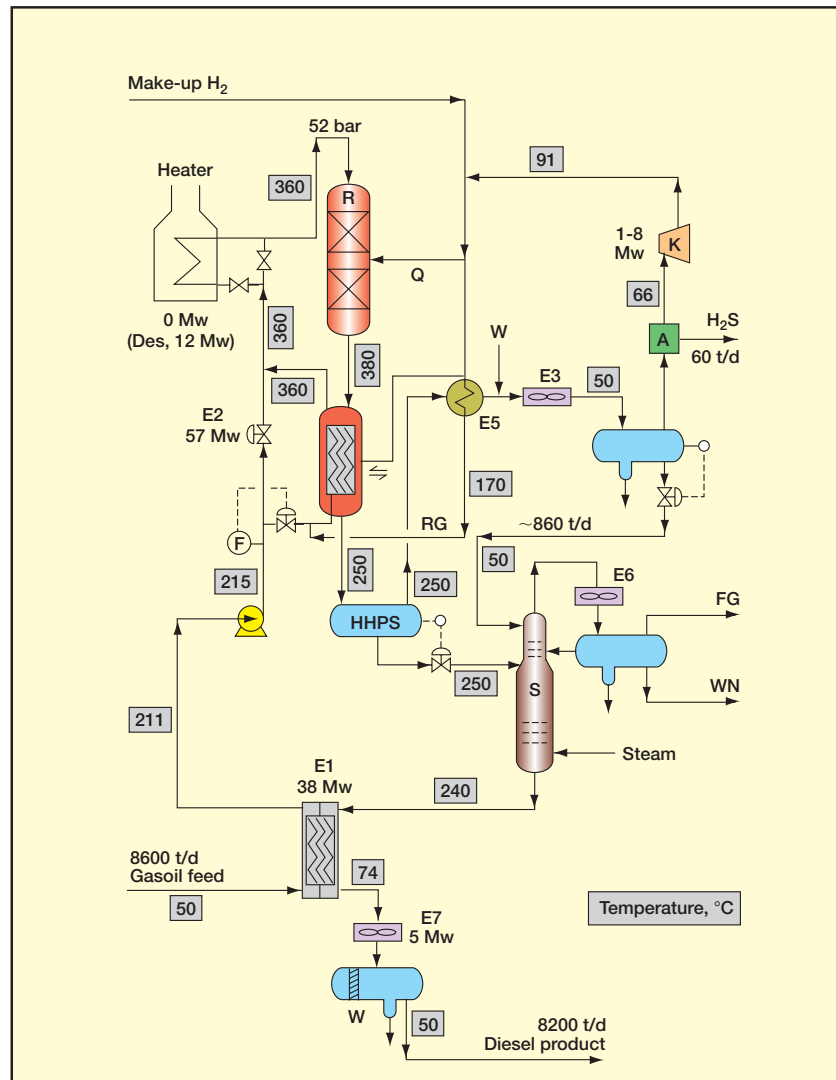 Make-up H₂
52 bar
91
Heater
360
R
1-8
Mw
K
Q
66
0 Mw
(Des, 12 Mw)
360
W
H₂S
A
60 t/d
380
E3
50
360
E2
57 Mw
E5
170
RG
~860 t/d
F
250
50
215
250
E6
FG
HHPS
250
S
WN
211
Steam
E1
38 Mw
240
8600 t/d
Gasoil feed
74
50
Temperature, °C
E7
5 Mw
W
50
8200 t/d
Diesel product